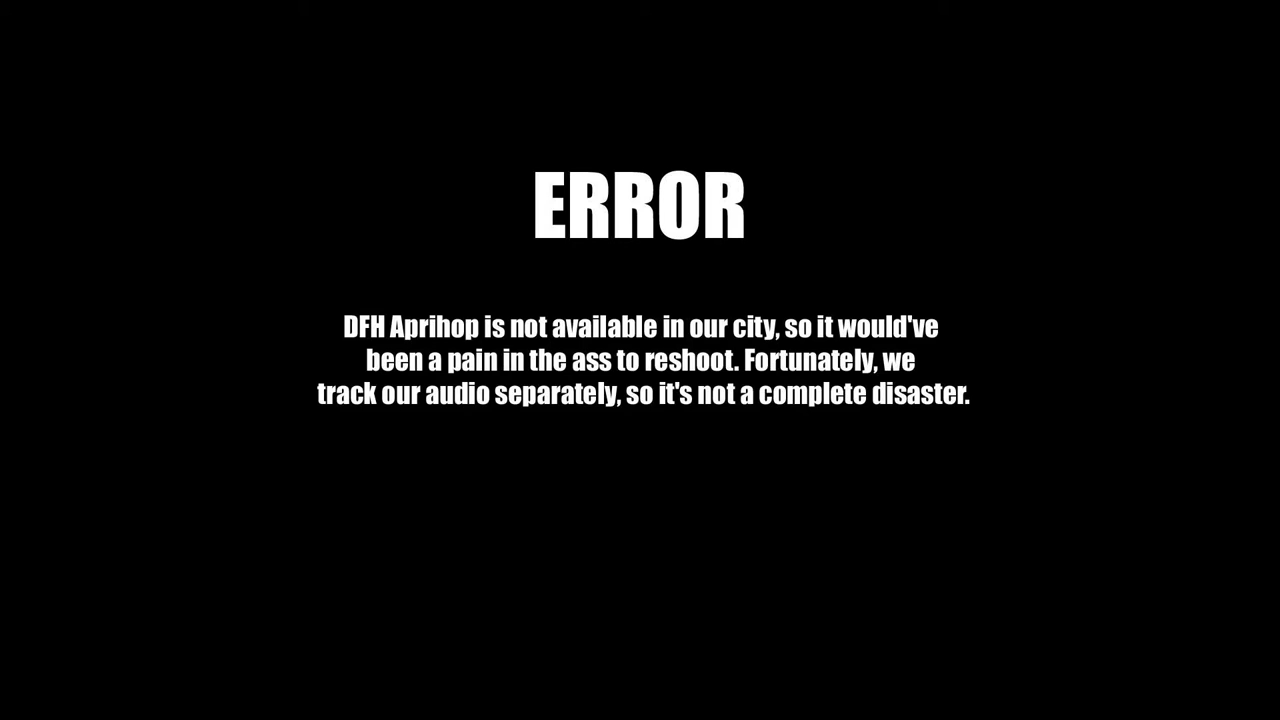 ERROR
DFH Aprihop is not available in our city, so it would've
been a pain in the ass to reshoot. Fortunately, we
track our audio separately, so it's not a complete disaster.